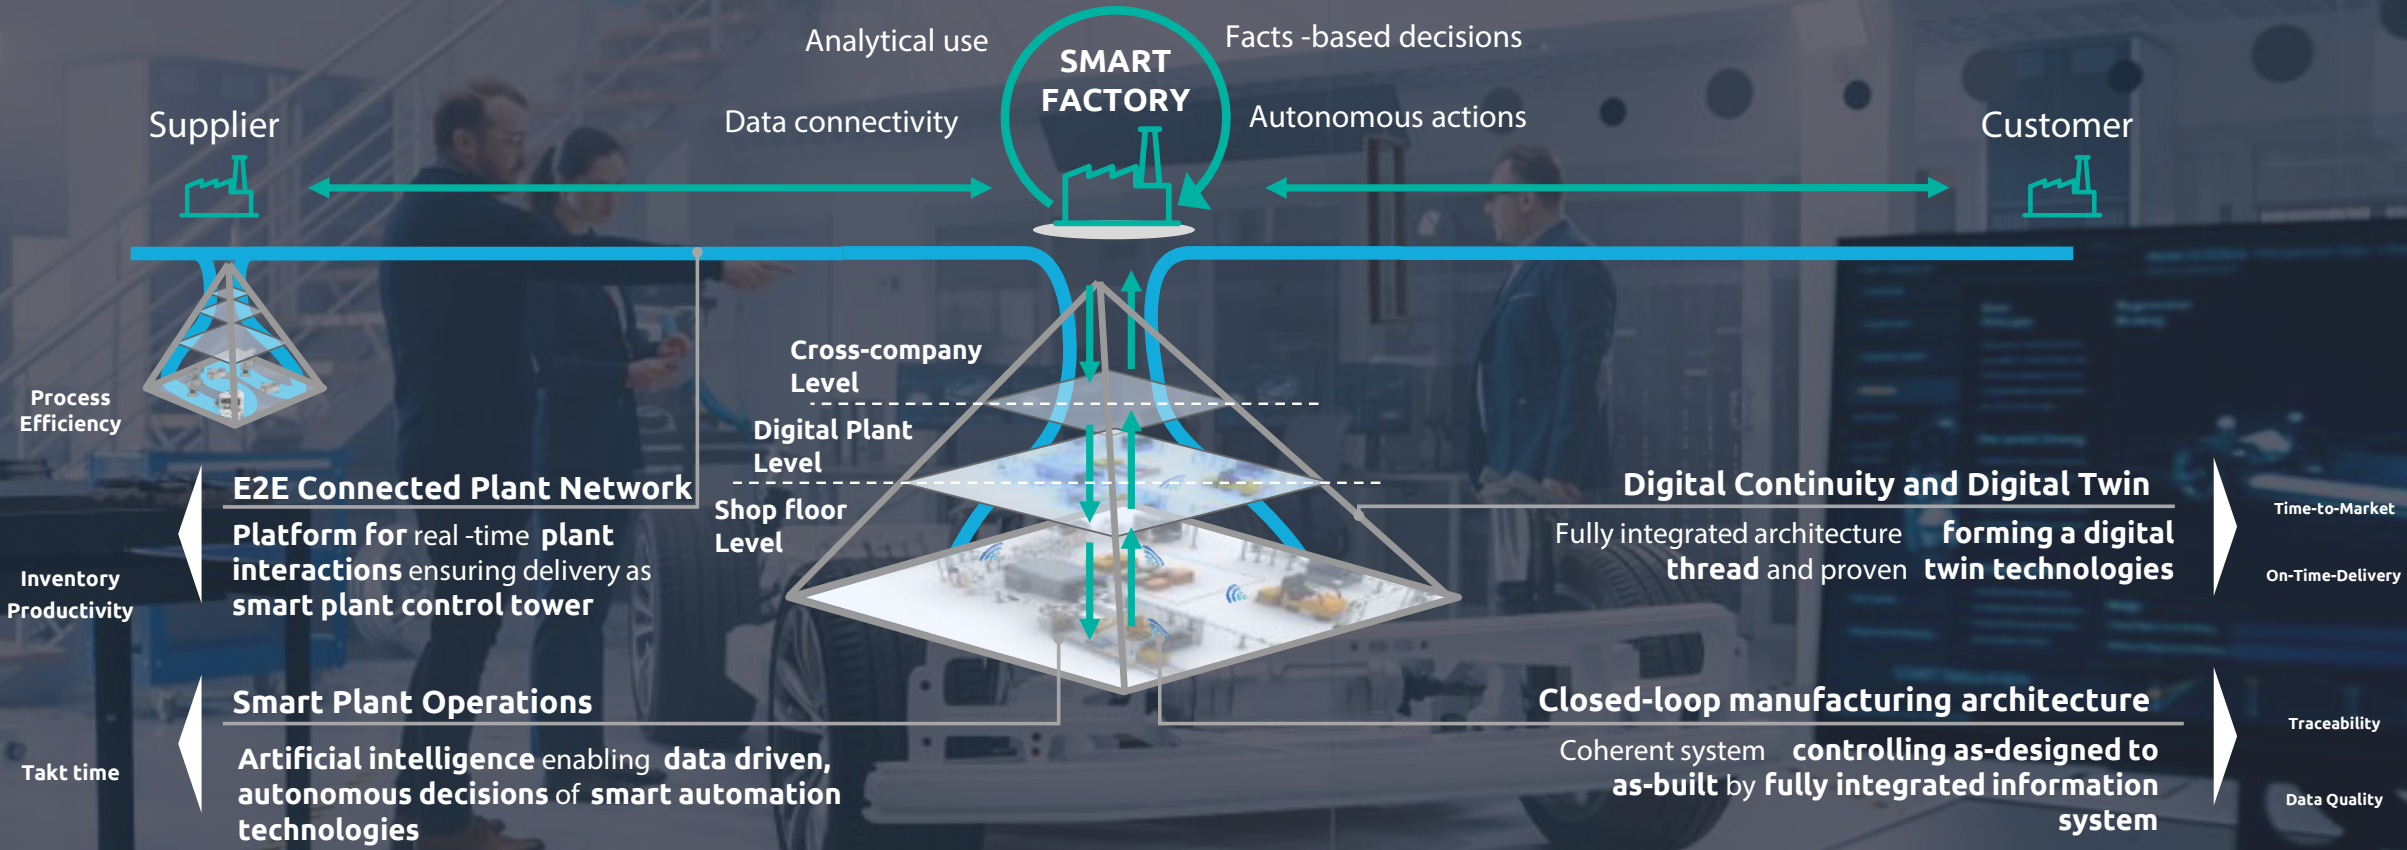 Analytical use
Facts -based decisions
SMART
FACTORY
Data connectivity
Autonomous actions
Supplier
Customer
Cross-company
Level
Digital Plant
Level
Shop floor
Level
Process
Efficiency
Inventory
Productivity
E2E Connected Plant Network
Platform for real -time plant
interactions ensuring delivery as
smart plant control tower
Digital Continuity and Digital Twin
Fully integrated architecture forming a digital
thread and proven twin technologies
Time-to-Market
On-Time-Delivery
Takt time
Smart Plant Operations
Artificial intelligence enabling data driven,
autonomous decisions of smart automation
technologies
Closed-loop manufacturing architecture
Coherent system controlling as-designed to
as-built by fully integrated information
system
Traceability
Data Quality